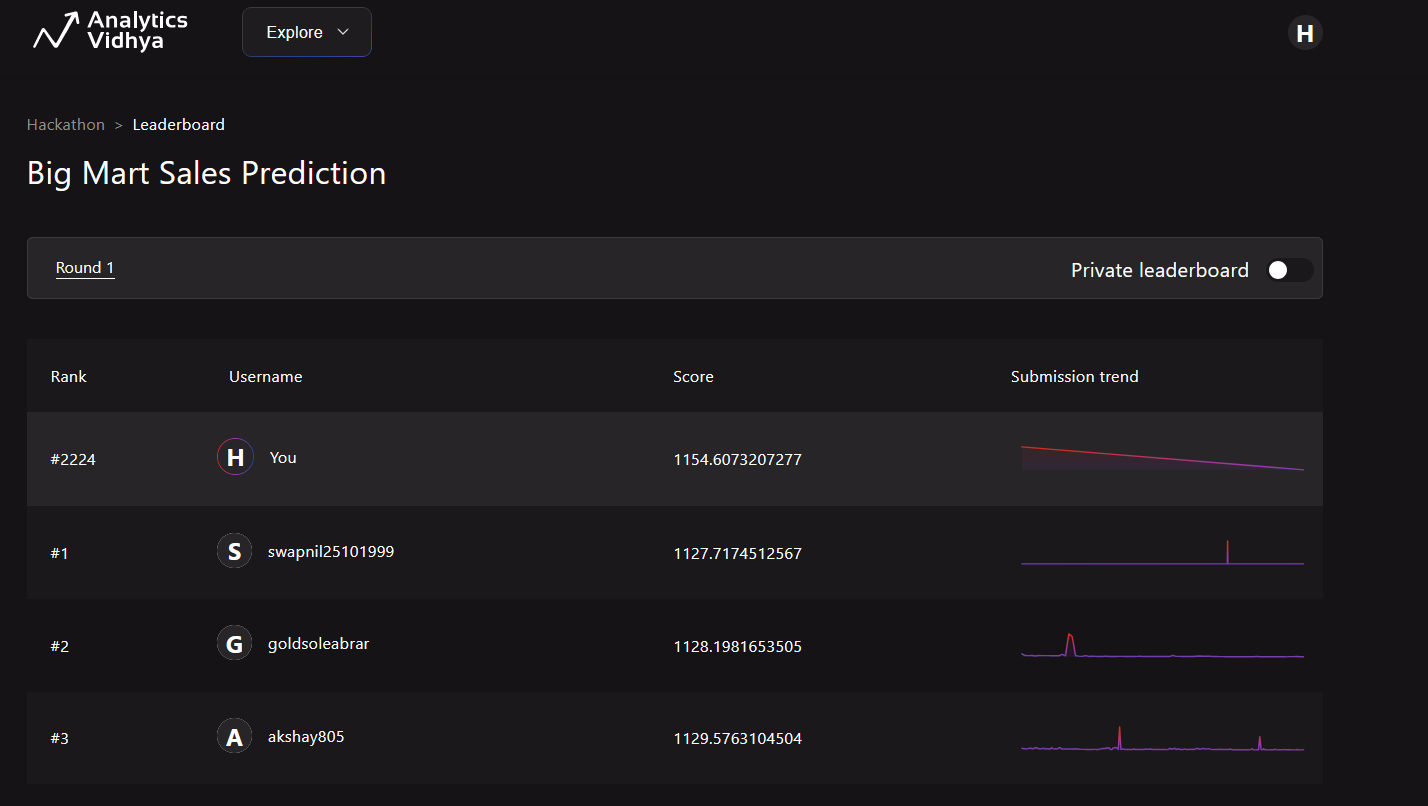 Analytics
Vidhya
Explore
H
Hackathon > Leaderboard
Big Mart Sales Prediction
Round 1 Private leaderboard
Rank Username Score Submission trend
#2224 H You 1154.6073207277
#1 S swapnil25101999 1127.7174512567
#2 G goldsoleabrar 1128.1981653505
#3 A akshay805 1129.5763104504